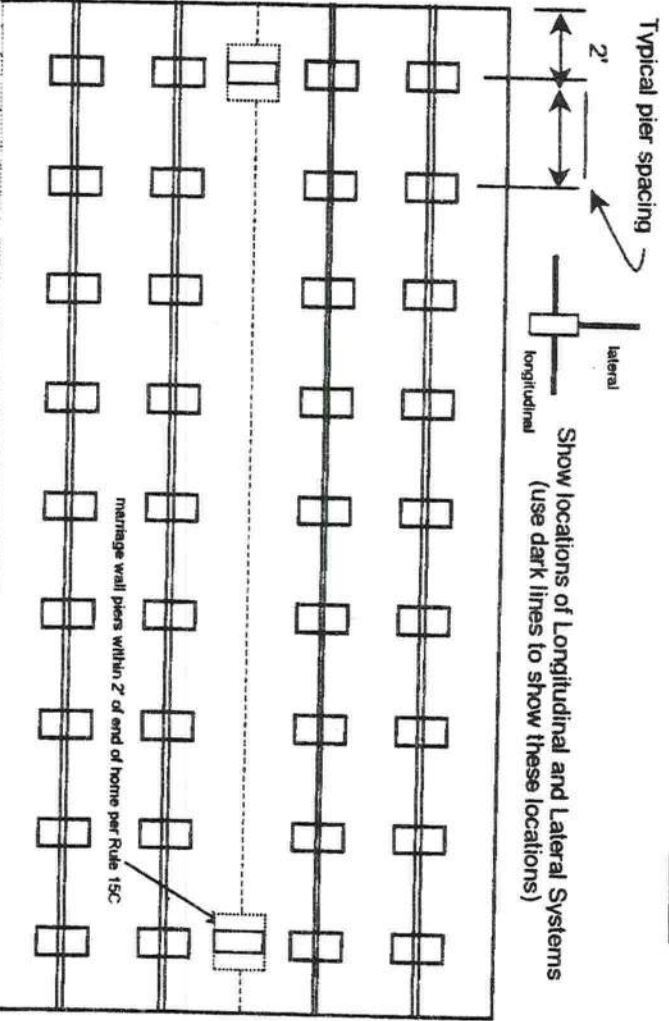 Typical pier spacing
2'
lateral
longitudinal
Show locations of Longitudinal and Lateral Systems
(use dark lines to show these locations)
marriage wall piers within 2' of end of home per Rule 15C